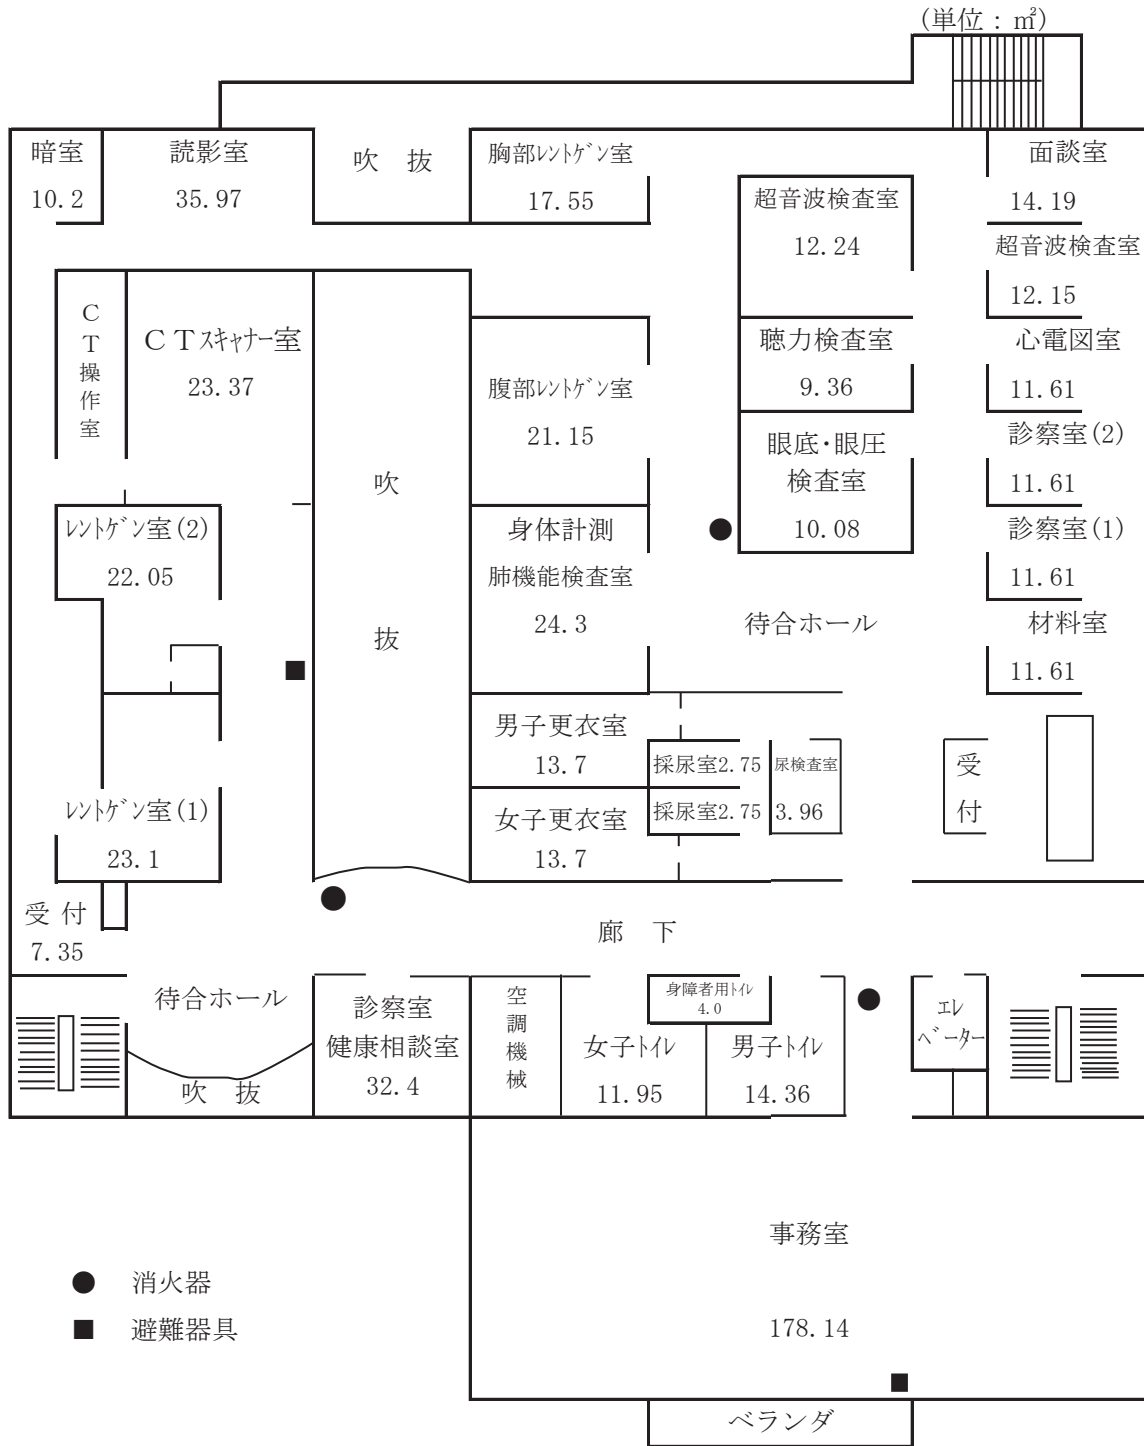 (単位：㎡)
暗室
10.2
読影室
35.97
吹 抜
胸部ﾚﾝﾄｹﾞﾝ室
17.55
超音波検査室
12.24
面談室
14.19
超音波検査室
12.15
CT操作室
CTｽｷｬﾅｰ室
23.37
腹部ﾚﾝﾄｹﾞﾝ室
21.15
聴力検査室
9.36
心電図室
11.61
吹 抜
眼底・眼圧
検査室
10.08
診察室(2)
11.61
ﾚﾝﾄｹﾞﾝ室(2)
22.05
身体計測
肺機能検査室
24.3
待合ホール
診察室(1)
11.61
材料室
11.61
男子更衣室
13.7
採尿室2.75
尿検査室
3.96
受付
ﾚﾝﾄｹﾞﾝ室(1)
23.1
女子更衣室
13.7
採尿室2.75
受 付
7.35
廊 下
待合ホール
吹 抜
診察室
健康相談室
32.4
空調機械
女子ﾄｲﾚ
11.95
身障者用ﾄｲﾚ
4.0
男子ﾄｲﾚ
14.36
ｴﾚ
ﾍﾞｰﾀｰ
事務室
178.14
● 消火器
■ 避難器具
ベランダ